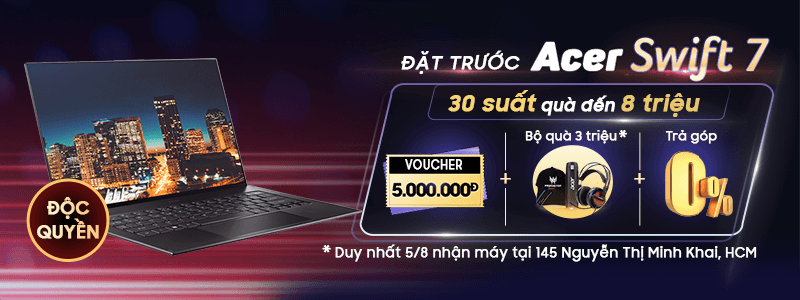 ĐẶT TRƯỚC Acer Swift 7
30 suất quà đến 8 triệu
VOUCHER
5.000.000Đ
+
Bộ quà 3 triệu*
acer
+
Trả góp
0%
ĐỘC
QUYỀN
* Duy nhất 5/8 nhận máy tại 145 Nguyễn Thị Minh Khai, HCM